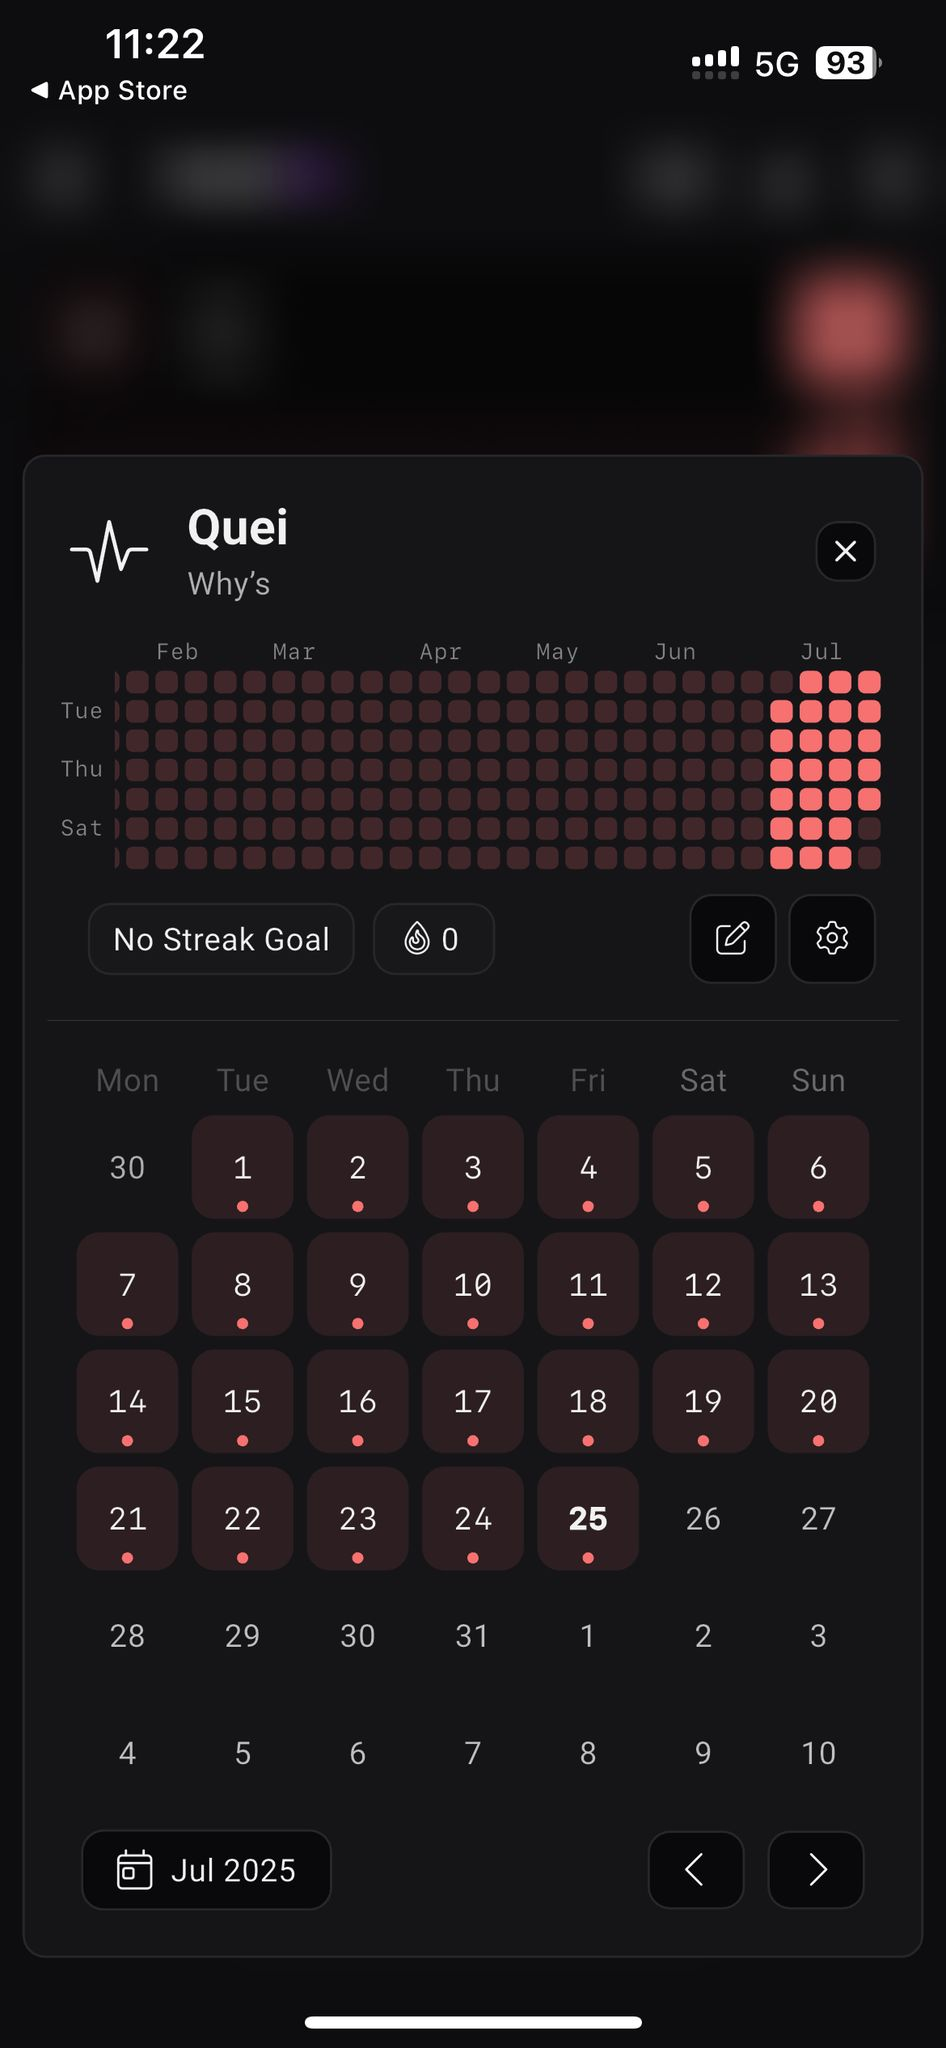 11:22
5G 93
◀ App Store
Quei
Why's
Feb Mar Apr May Jun Jul
Tue
Thu
Sat
No Streak Goal 0
Mon Tue Wed Thu Fri Sat Sun
30 1 2 3 4 5 6
7 8 9 10 11 12 13
14 15 16 17 18 19 20
21 22 23 24 25 26 27
28 29 30 31 1 2 3
4 5 6 7 8 9 10
Jul 2025